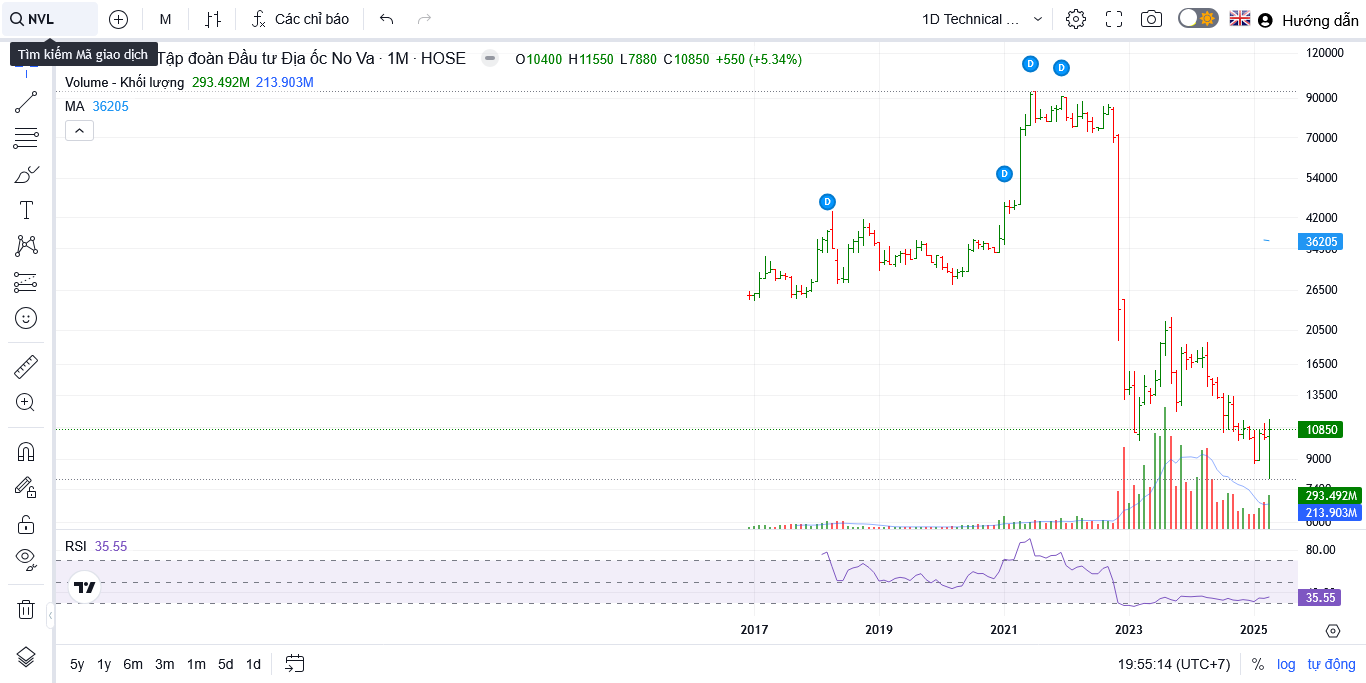 NVL M Các chỉ báo 1D Technical ... Hướng dẫn
Tìm kiếm Mã giao dịch
Tập đoàn Đầu tư Địa ốc No Va · 1M · HOSE O10400 H11550 L7880 C10850 +550 (+5.34%)
Volume - Khối lượng 293.492M 213.903M
MA 36205
D
D
D
D
120000
90000
70000
54000
42000
36205
26500
20500
16500
13500
10850
9000
293.492M
213.903M
6000
RSI 35.55
80.00
35.55
2017 2019 2021 2023 2025
5y 1y 6m 3m 1m 5d 1d 19:55:14 (UTC+7) % log tự động